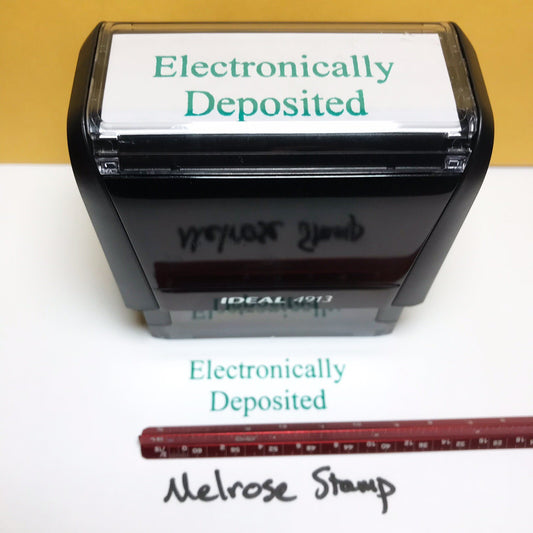 Electronically
Deposited
IDEAL 4913
Electronically
Deposited
Melrose Stamp